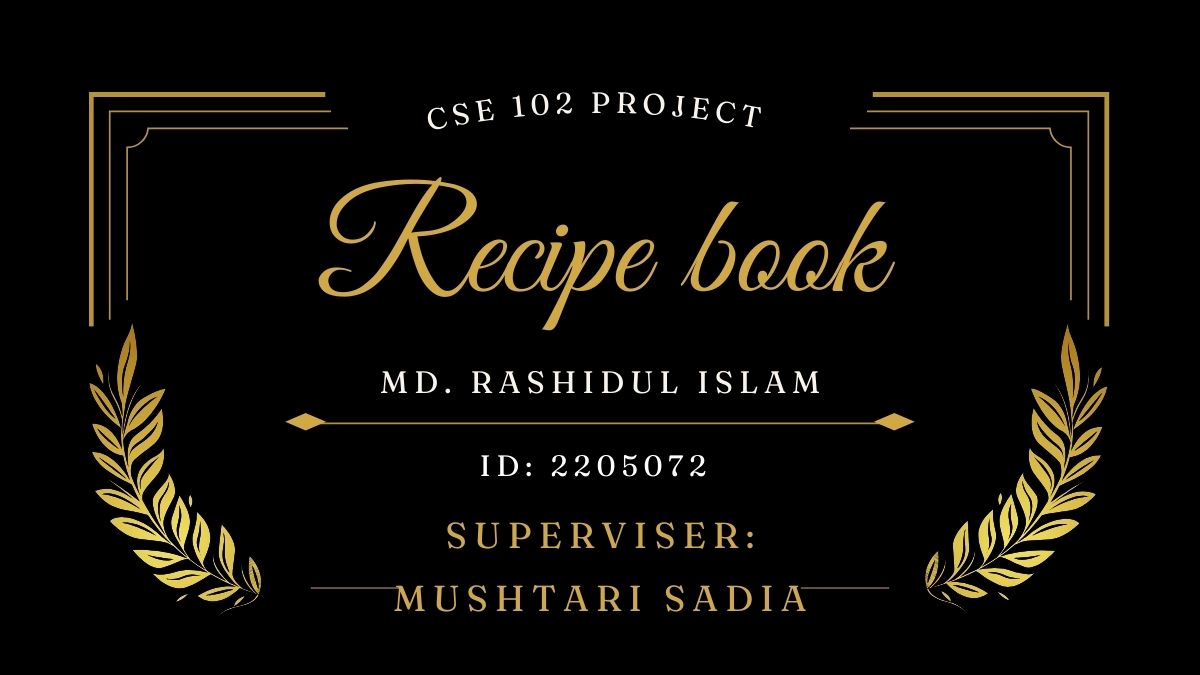 CSE 102 PROJECT
Recipe book
MD. RASHIDUL ISLAM
ID: 2205072
SUPERVISER:
MUSHTARI SADIA